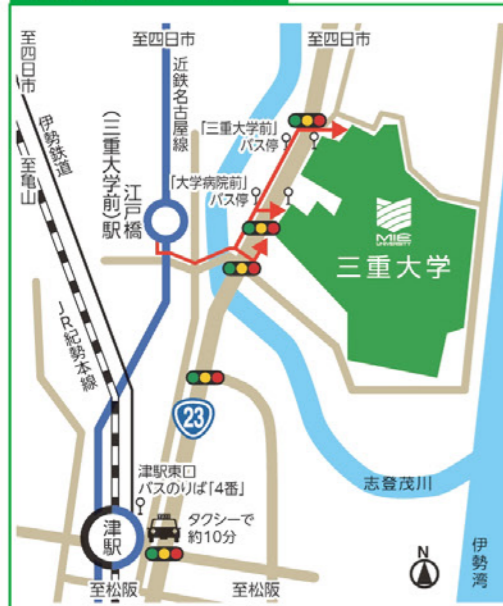 至四日市
至四日市
至四日市
近鉄名古屋線
伊勢鉄道
至亀山
「三重大学前」
バス停
「大学病院前」
バス停
江戸橋
(三重大学前)駅
MIE
UNIVERSITY
三重大学
JR紀勢本線
23
津駅東口
バスのりば「4番」
志登茂川
タクシーで
約10分
津駅
N
伊勢湾
至松阪
至松阪